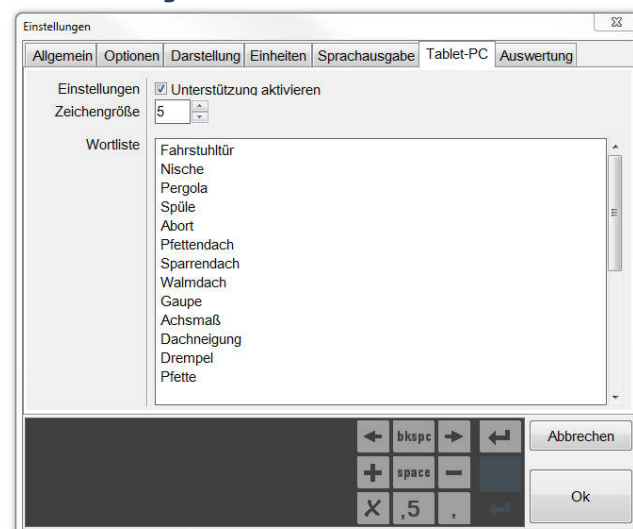 Einstellungen
Allgemein Optionen Darstellung Einheiten Sprachausgabe Tablet-PC Auswertung
Einstellungen Unterstützung aktivieren
Zeichengröße 5
Wortliste
Fahrstuhltür
Nische
Pergola
Spüle
Abort
Pfettendach
Sparrendach
Walmdach
Gaupe
Achsmaß
Dachneigung
Drempel
Pfette
bkspc
Abbrechen
+ space −
Ok
X ,5 ,